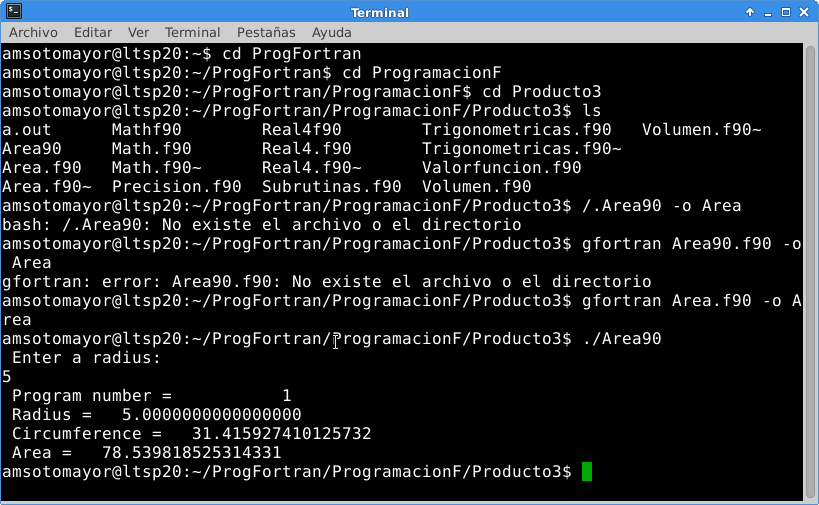 Terminal
Archivo Editar Ver Terminal Pestañas Ayuda
amsotomayor@ltsp20:~$ cd ProgFortran
amsotomayor@ltsp20:~/ProgFortran$ cd ProgramacionF
amsotomayor@ltsp20:~/ProgFortran/ProgramacionF$ cd Producto3
amsotomayor@ltsp20:~/ProgFortran/ProgramacionF/Producto3$ ls
a.out      Mathf90        Real4f90        Trigonometricas.f90   Volumen.f90~
Area90     Math.f90       Real4.f90       Trigonometricas.f90~
Area.f90   Math.f90~      Real4.f90~      Valorfuncion.f90
Area.f90~  Precision.f90  Subrutinas.f90  Volumen.f90
amsotomayor@ltsp20:~/ProgFortran/ProgramacionF/Producto3$ /.Area90 -o Area
bash: /.Area90: No existe el archivo o el directorio
amsotomayor@ltsp20:~/ProgFortran/ProgramacionF/Producto3$ gfortran Area90.f90 -o
 Area
gfortran: error: Area90.f90: No existe el archivo o el directorio
amsotomayor@ltsp20:~/ProgFortran/ProgramacionF/Producto3$ gfortran Area.f90 -o A
rea
amsotomayor@ltsp20:~/ProgFortran/ProgramacionF/Producto3$ ./Area90
 Enter a radius:
5
 Program number =           1
 Radius =   5.0000000000000000
 Circumference =   31.415927410125732
 Area =   78.539818525314331
amsotomayor@ltsp20:~/ProgFortran/ProgramacionF/Producto3$